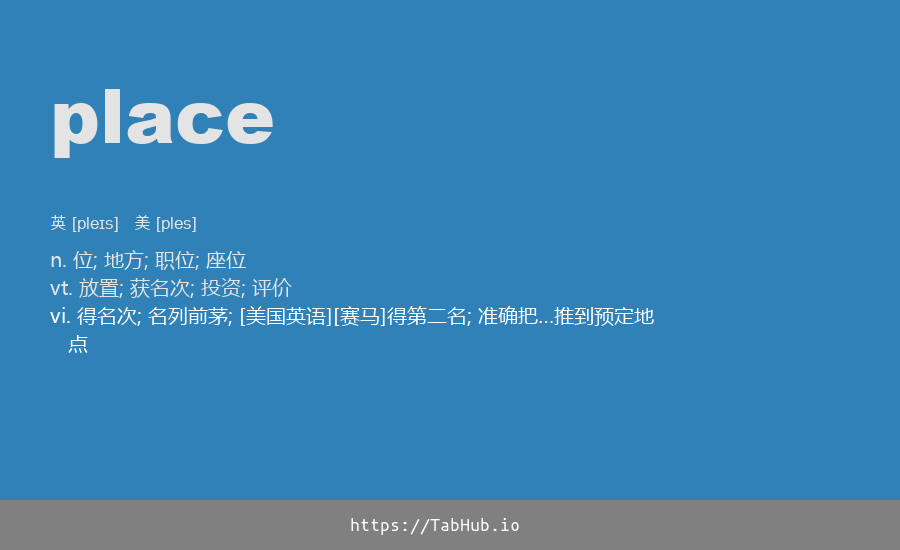 place
英 [pleɪs] 美 [ples]
n. 位; 地方; 职位; 座位
vt. 放置; 获名次; 投资; 评价
vi. 得名次; 名列前茅; [美国英语][赛马]得第二名; 准确把…推到预定地
点
https://TabHub.io